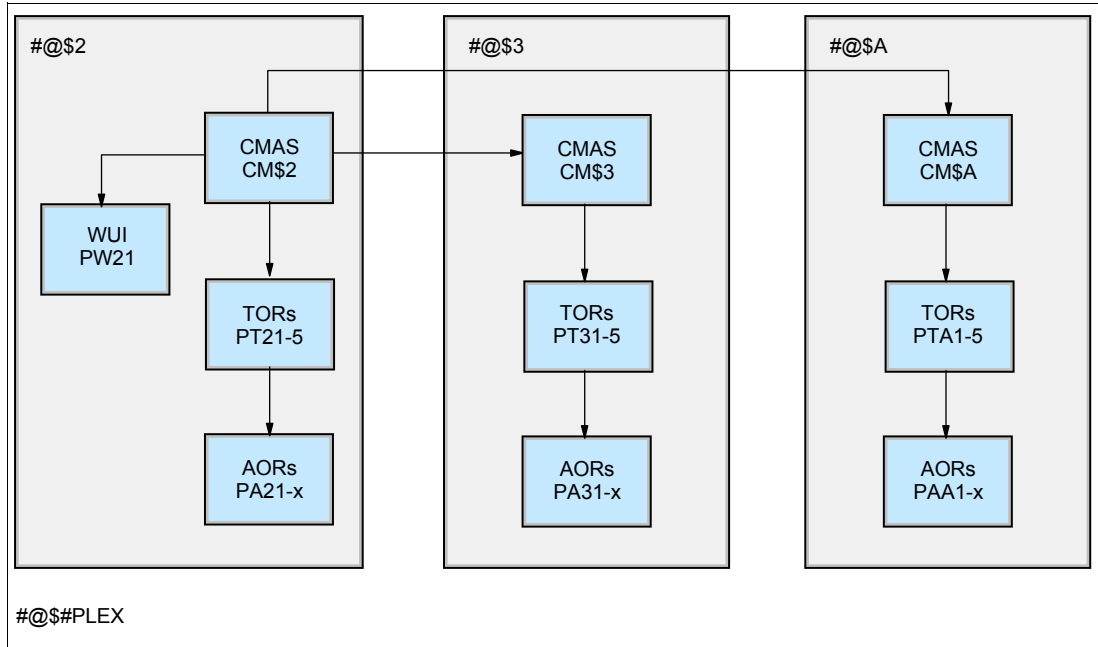 #@$2
CMAS
CM$2
WUI
PW21
TORs
PT21-5
AORs
PA21-x
#@$3
CMAS
CM$3
TORs
PT31-5
AORs
PA31-x
#@$A
CMAS
CM$A
TORs
PTA1-5
AORs
PAA1-x
#@$#PLEX